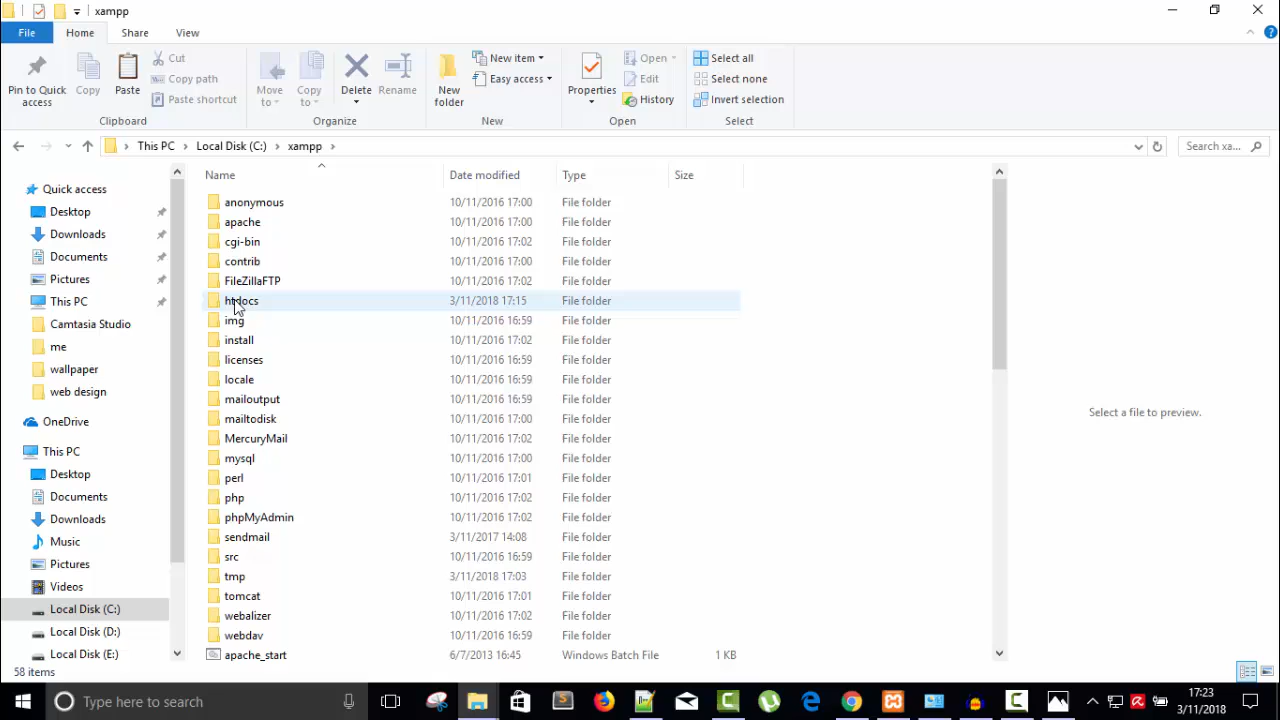 xampp
File Home Share View
Pin to Quick access
Copy
Paste
Cut
Copy path
Paste shortcut
Clipboard
Move to
Copy to
Delete
Rename
Organize
New folder
New item
Easy access
New
Properties
Open
Edit
History
Open
Select all
Select none
Invert selection
Select
This PC > Local Disk (C:) > xampp >
Search xa...
Name Date modified Type Size
Quick access
Desktop
Downloads
Documents
Pictures
This PC
Camtasia Studio
me
wallpaper
web design
OneDrive
This PC
Desktop
Documents
Downloads
Music
Pictures
Videos
Local Disk (C:)
Local Disk (D:)
Local Disk (E:)
anonymous 10/11/2016 17:00 File folder
apache 10/11/2016 17:00 File folder
cgi-bin 10/11/2016 17:02 File folder
contrib 10/11/2016 17:00 File folder
FileZillaFTP 10/11/2016 17:02 File folder
htdocs 3/11/2018 17:15 File folder
img 10/11/2016 16:59 File folder
install 10/11/2016 17:02 File folder
licenses 10/11/2016 16:59 File folder
locale 10/11/2016 16:59 File folder
mailoutput 10/11/2016 16:59 File folder
mailtodisk 10/11/2016 17:00 File folder
MercuryMail 10/11/2016 17:02 File folder
mysql 10/11/2016 17:00 File folder
perl 10/11/2016 17:01 File folder
php 10/11/2016 17:02 File folder
phpMyAdmin 10/11/2016 17:02 File folder
sendmail 3/11/2017 14:08 File folder
src 10/11/2016 16:59 File folder
tmp 3/11/2018 17:03 File folder
tomcat 10/11/2016 17:01 File folder
webalizer 10/11/2016 17:02 File folder
webdav 10/11/2016 16:59 File folder
apache_start 6/7/2013 16:45 Windows Batch File 1 KB
Select a file to preview.
58 items
Type here to search
17:23
3/11/2018